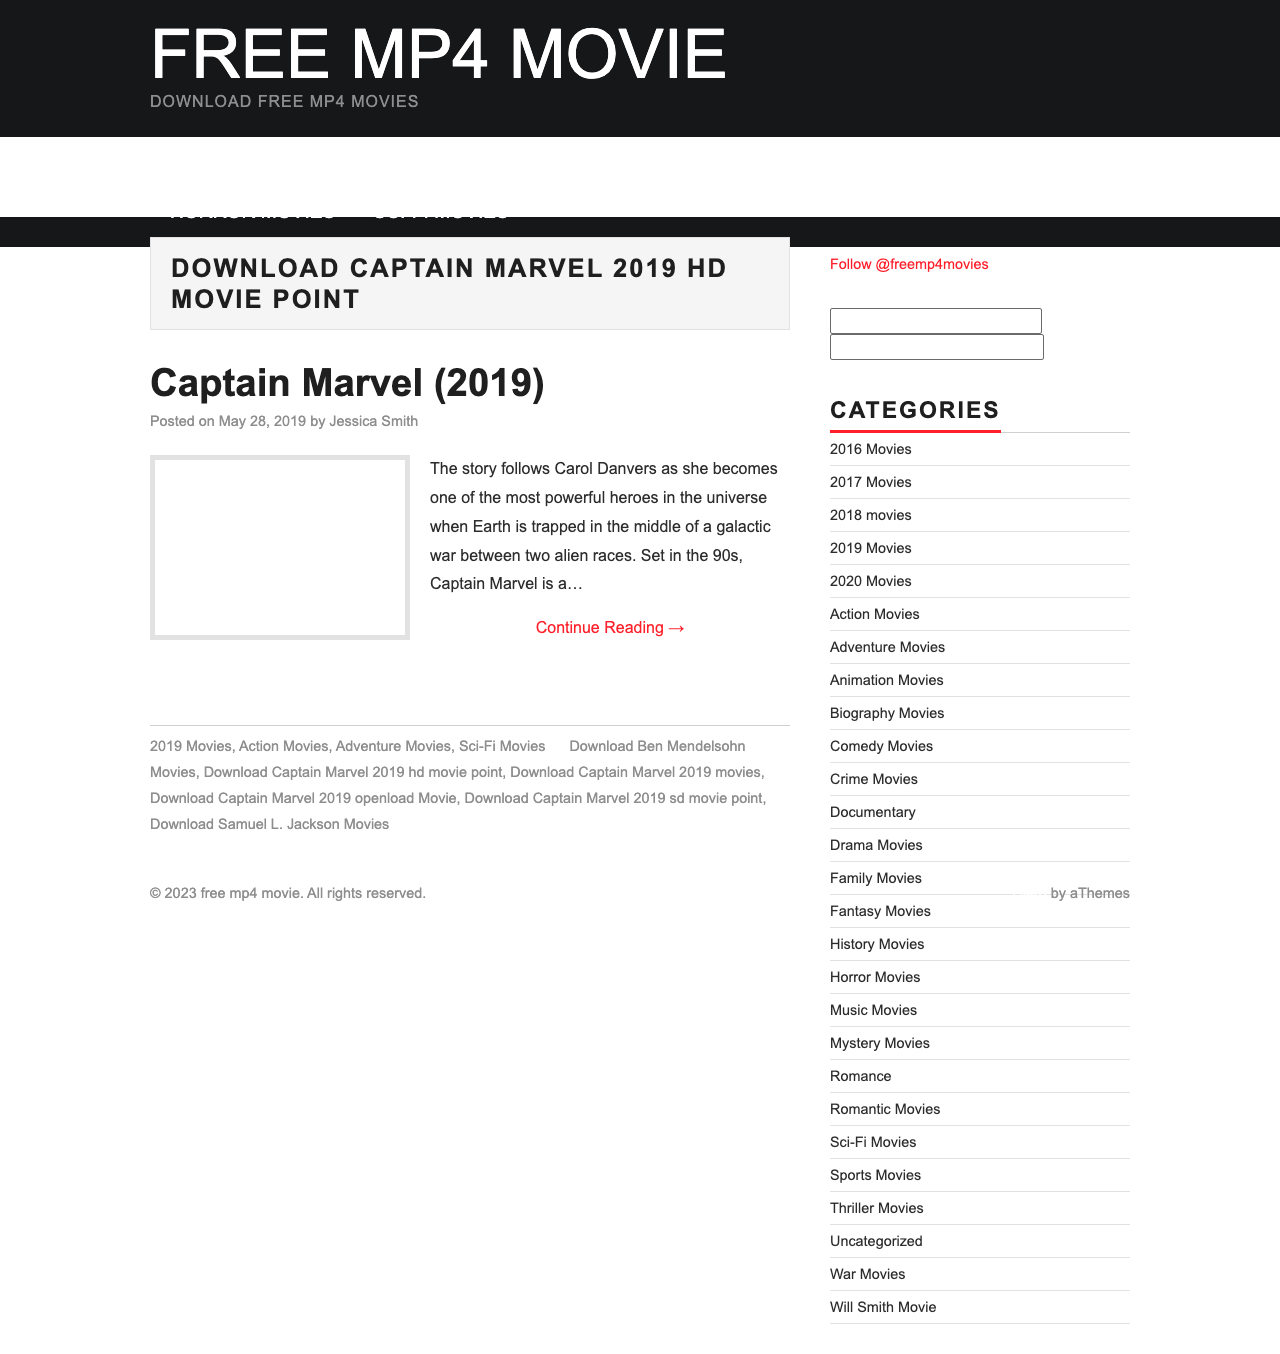 FREE MP4 MOVIE
DOWNLOAD FREE MP4 MOVIES
DOWNLOAD CAPTAIN MARVEL 2019 HD
MOVIE POINT
Captain Marvel (2019)
Posted on May 28, 2019 by Jessica Smith
The story follows Carol Danvers as she becomes
one of the most powerful heroes in the universe
when Earth is trapped in the middle of a galactic
war between two alien races. Set in the 90s,
Captain Marvel is a…
Continue Reading →
2019 Movies, Action Movies, Adventure Movies, Sci-Fi Movies Download Ben Mendelsohn
Movies, Download Captain Marvel 2019 hd movie point, Download Captain Marvel 2019 movies,
Download Captain Marvel 2019 openload Movie, Download Captain Marvel 2019 sd movie point,
Download Samuel L. Jackson Movies
Follow @freemp4movies
CATEGORIES
2016 Movies
2017 Movies
2018 movies
2019 Movies
2020 Movies
Action Movies
Adventure Movies
Animation Movies
Biography Movies
Comedy Movies
Crime Movies
Documentary
Drama Movies
Family Movies
Fantasy Movies
History Movies
Horror Movies
Music Movies
Mystery Movies
Romance
Romantic Movies
Sci-Fi Movies
Sports Movies
Thriller Movies
Uncategorized
War Movies
Will Smith Movie
© 2023 free mp4 movie. All rights reserved.
by aThemes